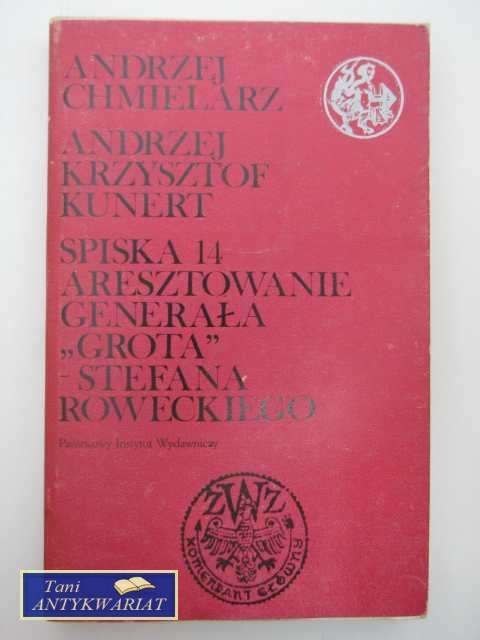 ANDRZEJ
CHMIELARZ
ANDRZEJ
KRZYSZTOF
KUNERT
SPISKA 14
ARESZTOWANIE
GENERAŁA
„GROTA”
- STEFANA
ROWECKIEGO
Państwowy Instytut Wydawniczy
ZWZ
KOMENDANT GŁÓWNY
Tani
ANTYKWARIAT